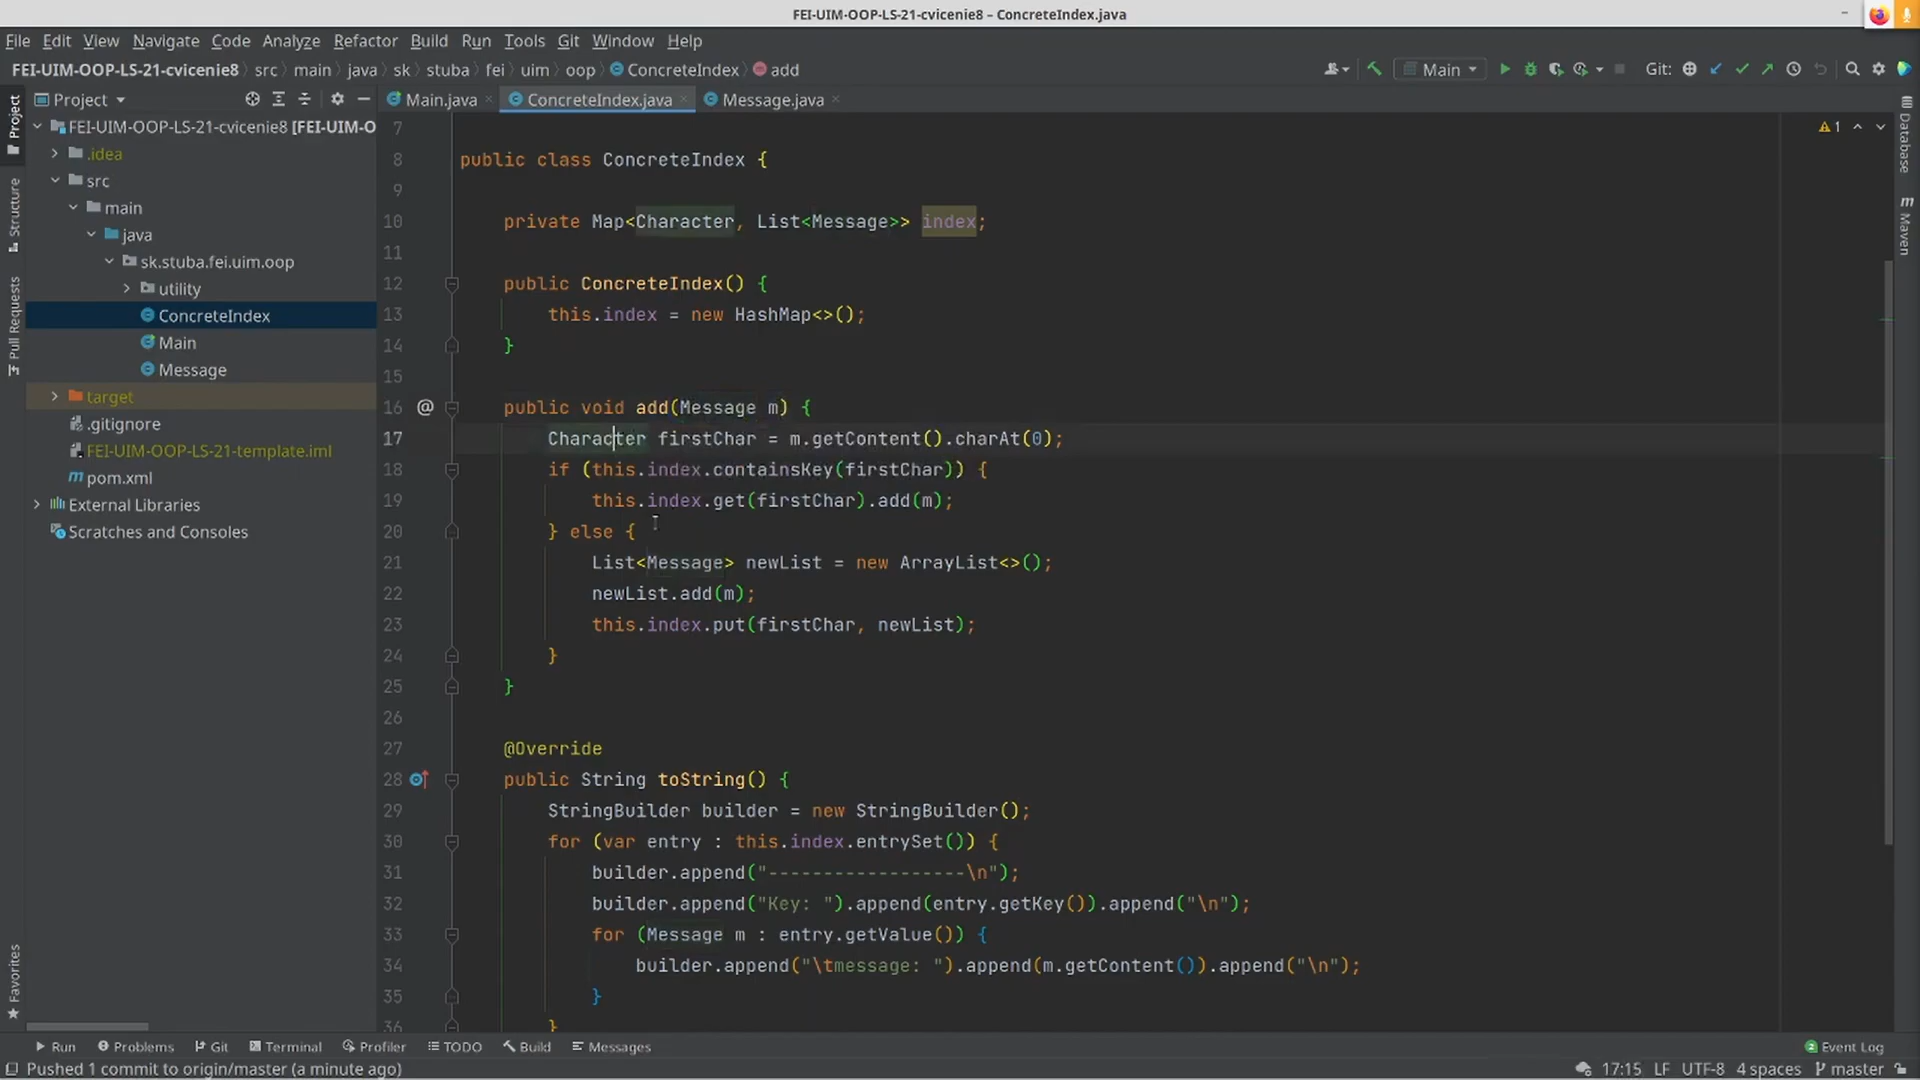 FEI-UIM-OOP-LS-21-cvicenie8 – ConcreteIndex.java
File Edit View Navigate Code Analyze Refactor Build Run Tools Git Window Help
FEI-UIM-OOP-LS-21-cvicenie8 src main java sk stuba fei uim oop ConcreteIndex add
Main
Git:
Project
Main.java
ConcreteIndex.java
Message.java
Project
Structure
Pull Requests
Favorites
Database
Maven
FEI-UIM-OOP-LS-21-cvicenie8 [FEI-UIM-O
.idea
src
main
java
sk.stuba.fei.uim.oop
utility
ConcreteIndex
Main
Message
target
.gitignore
FEI-UIM-OOP-LS-21-template.iml
pom.xml
External Libraries
Scratches and Consoles
1
7
8 public class ConcreteIndex {
9
10 private Map<Character, List<Message>> index;
11
12 public ConcreteIndex() {
13 this.index = new HashMap<>();
14 }
15
16 @ public void add(Message m) {
17 Character firstChar = m.getContent().charAt(0);
18 if (this.index.containsKey(firstChar)) {
19 this.index.get(firstChar).add(m);
20 } else {
21 List<Message> newList = new ArrayList<>();
22 newList.add(m);
23 this.index.put(firstChar, newList);
24 }
25 }
26
27 @Override
28 public String toString() {
29 StringBuilder builder = new StringBuilder();
30 for (var entry : this.index.entrySet()) {
31 builder.append("------------------\n");
32 builder.append("Key: ").append(entry.getKey()).append("\n");
33 for (Message m : entry.getValue()) {
34 builder.append("\tmessage: ").append(m.getContent()).append("\n");
35 }
36 }
Run Problems Git Terminal Profiler TODO Build Messages
2 Event Log
Pushed 1 commit to origin/master (a minute ago)
17:15 LF UTF-8 4 spaces master